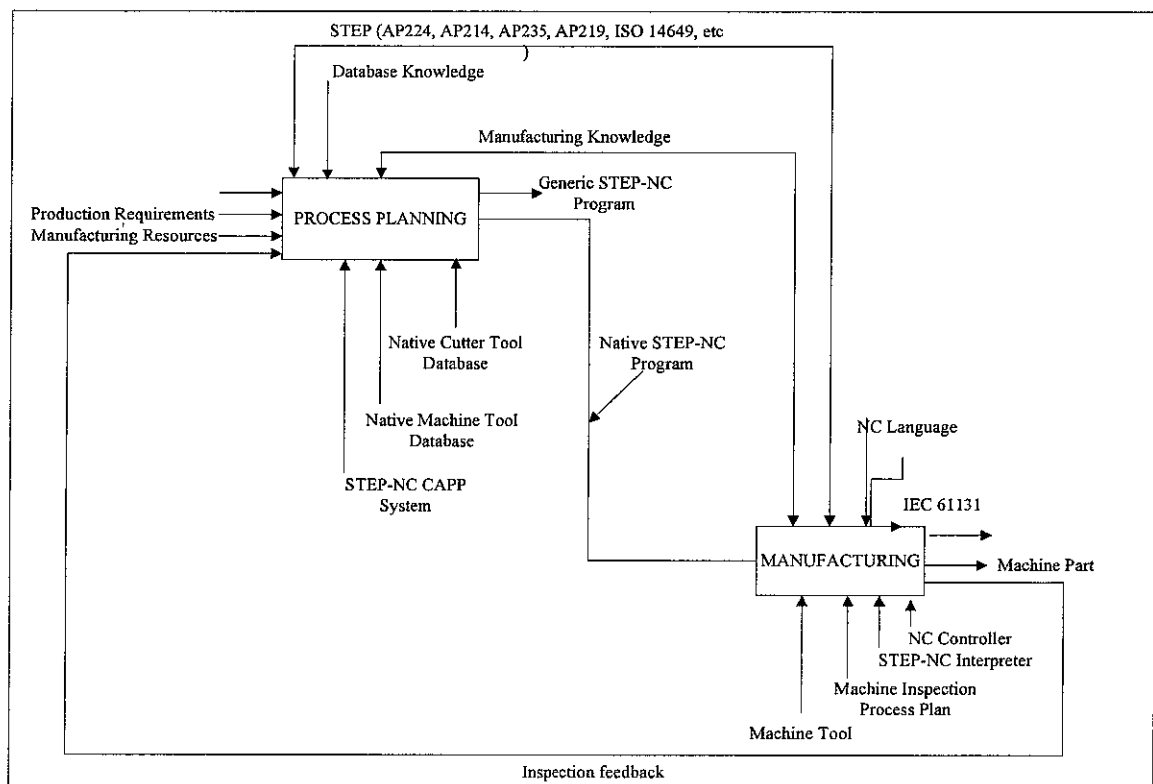 STEP (AP224, AP214, AP235, AP219, ISO 14649, etc
)
Database Knowledge
Manufacturing Knowledge
Generic STEP-NC
Program
PROCESS PLANNING
Production Requirements
Manufacturing Resources
Native Cutter Tool
Database
Native STEP-NC
Program
Native Machine Tool
Database
STEP-NC CAPP
System
NC Language
IEC 61131
MANUFACTURING
Machine Part
NC Controller
STEP-NC Interpreter
Machine Inspection
Process Plan
Machine Tool
Inspection feedback